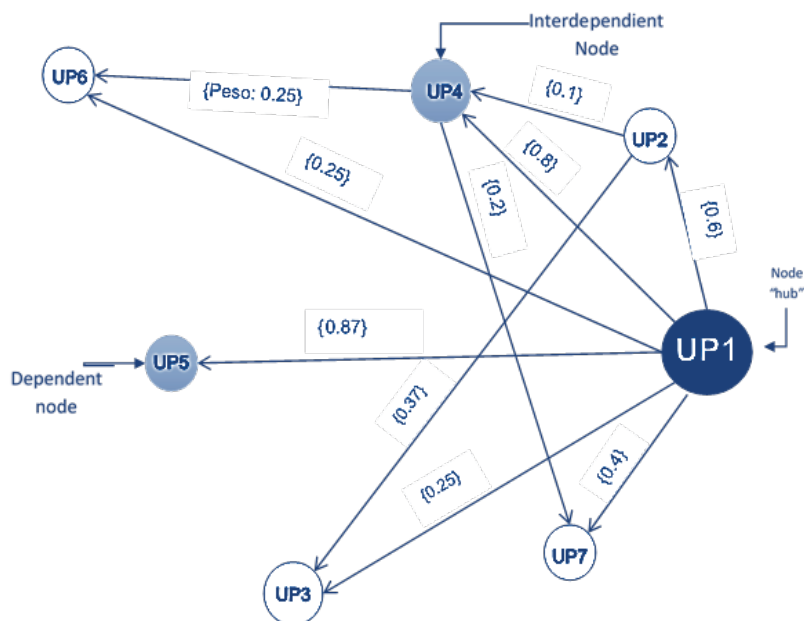 Interdependient
Node
UP6
{Peso: 0.25}
UP4
{0.1}
UP2
{0.25}
{0.8}
{0.2}
{0.6}
Node
"hub"
{0.87}
UP5
UP1
Dependent
node
{0.37}
{0.25}
{0.4}
UP7
UP3